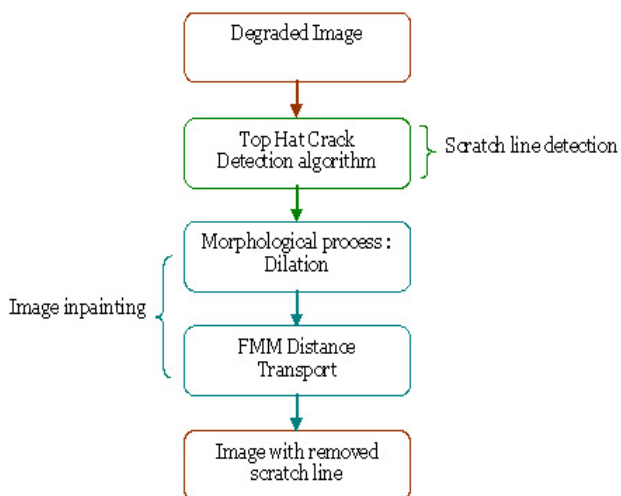 Degraded Image
Top Hat Crack
Detection algorithm
Scratch line detection
Morphological process :
Dilation
Image inpainting
FMM Distance
Transport
Image with removed
scratch line